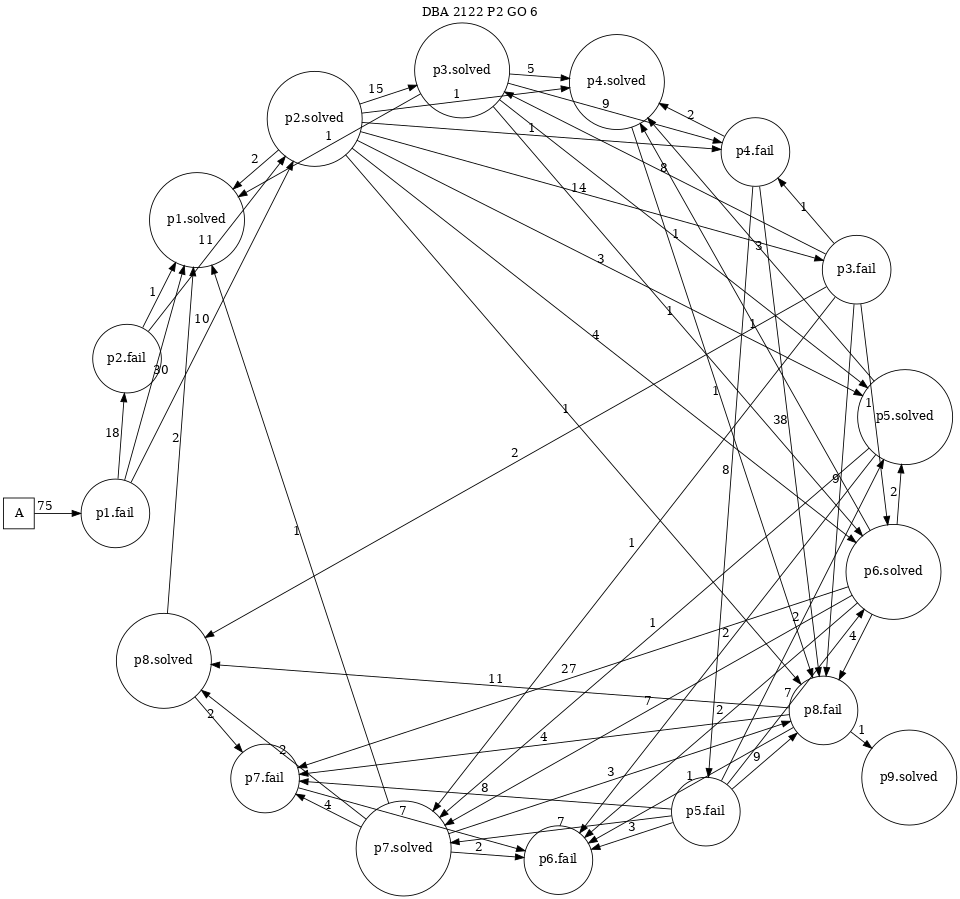 DBA 2122 P2 GO 6
p3.solved
p4.solved
p2.solved
p4.fail
p1.solved
p3.fail
p2.fail
p5.solved
A
p1.fail
p6.solved
p8.solved
p8.fail
p7.fail
p9.solved
p5.fail
p7.solved
p6.fail
15
5
1
9
2
1
1
2
8
14
1
11
1
3
3
1
10
4
1
1
30
1
1
1
18
38
2
2
8
9
2
75
1
1
1
2
2
4
27
11
7
2
7
2
4
1
2
3
9
1
8
4
7
7
3
2